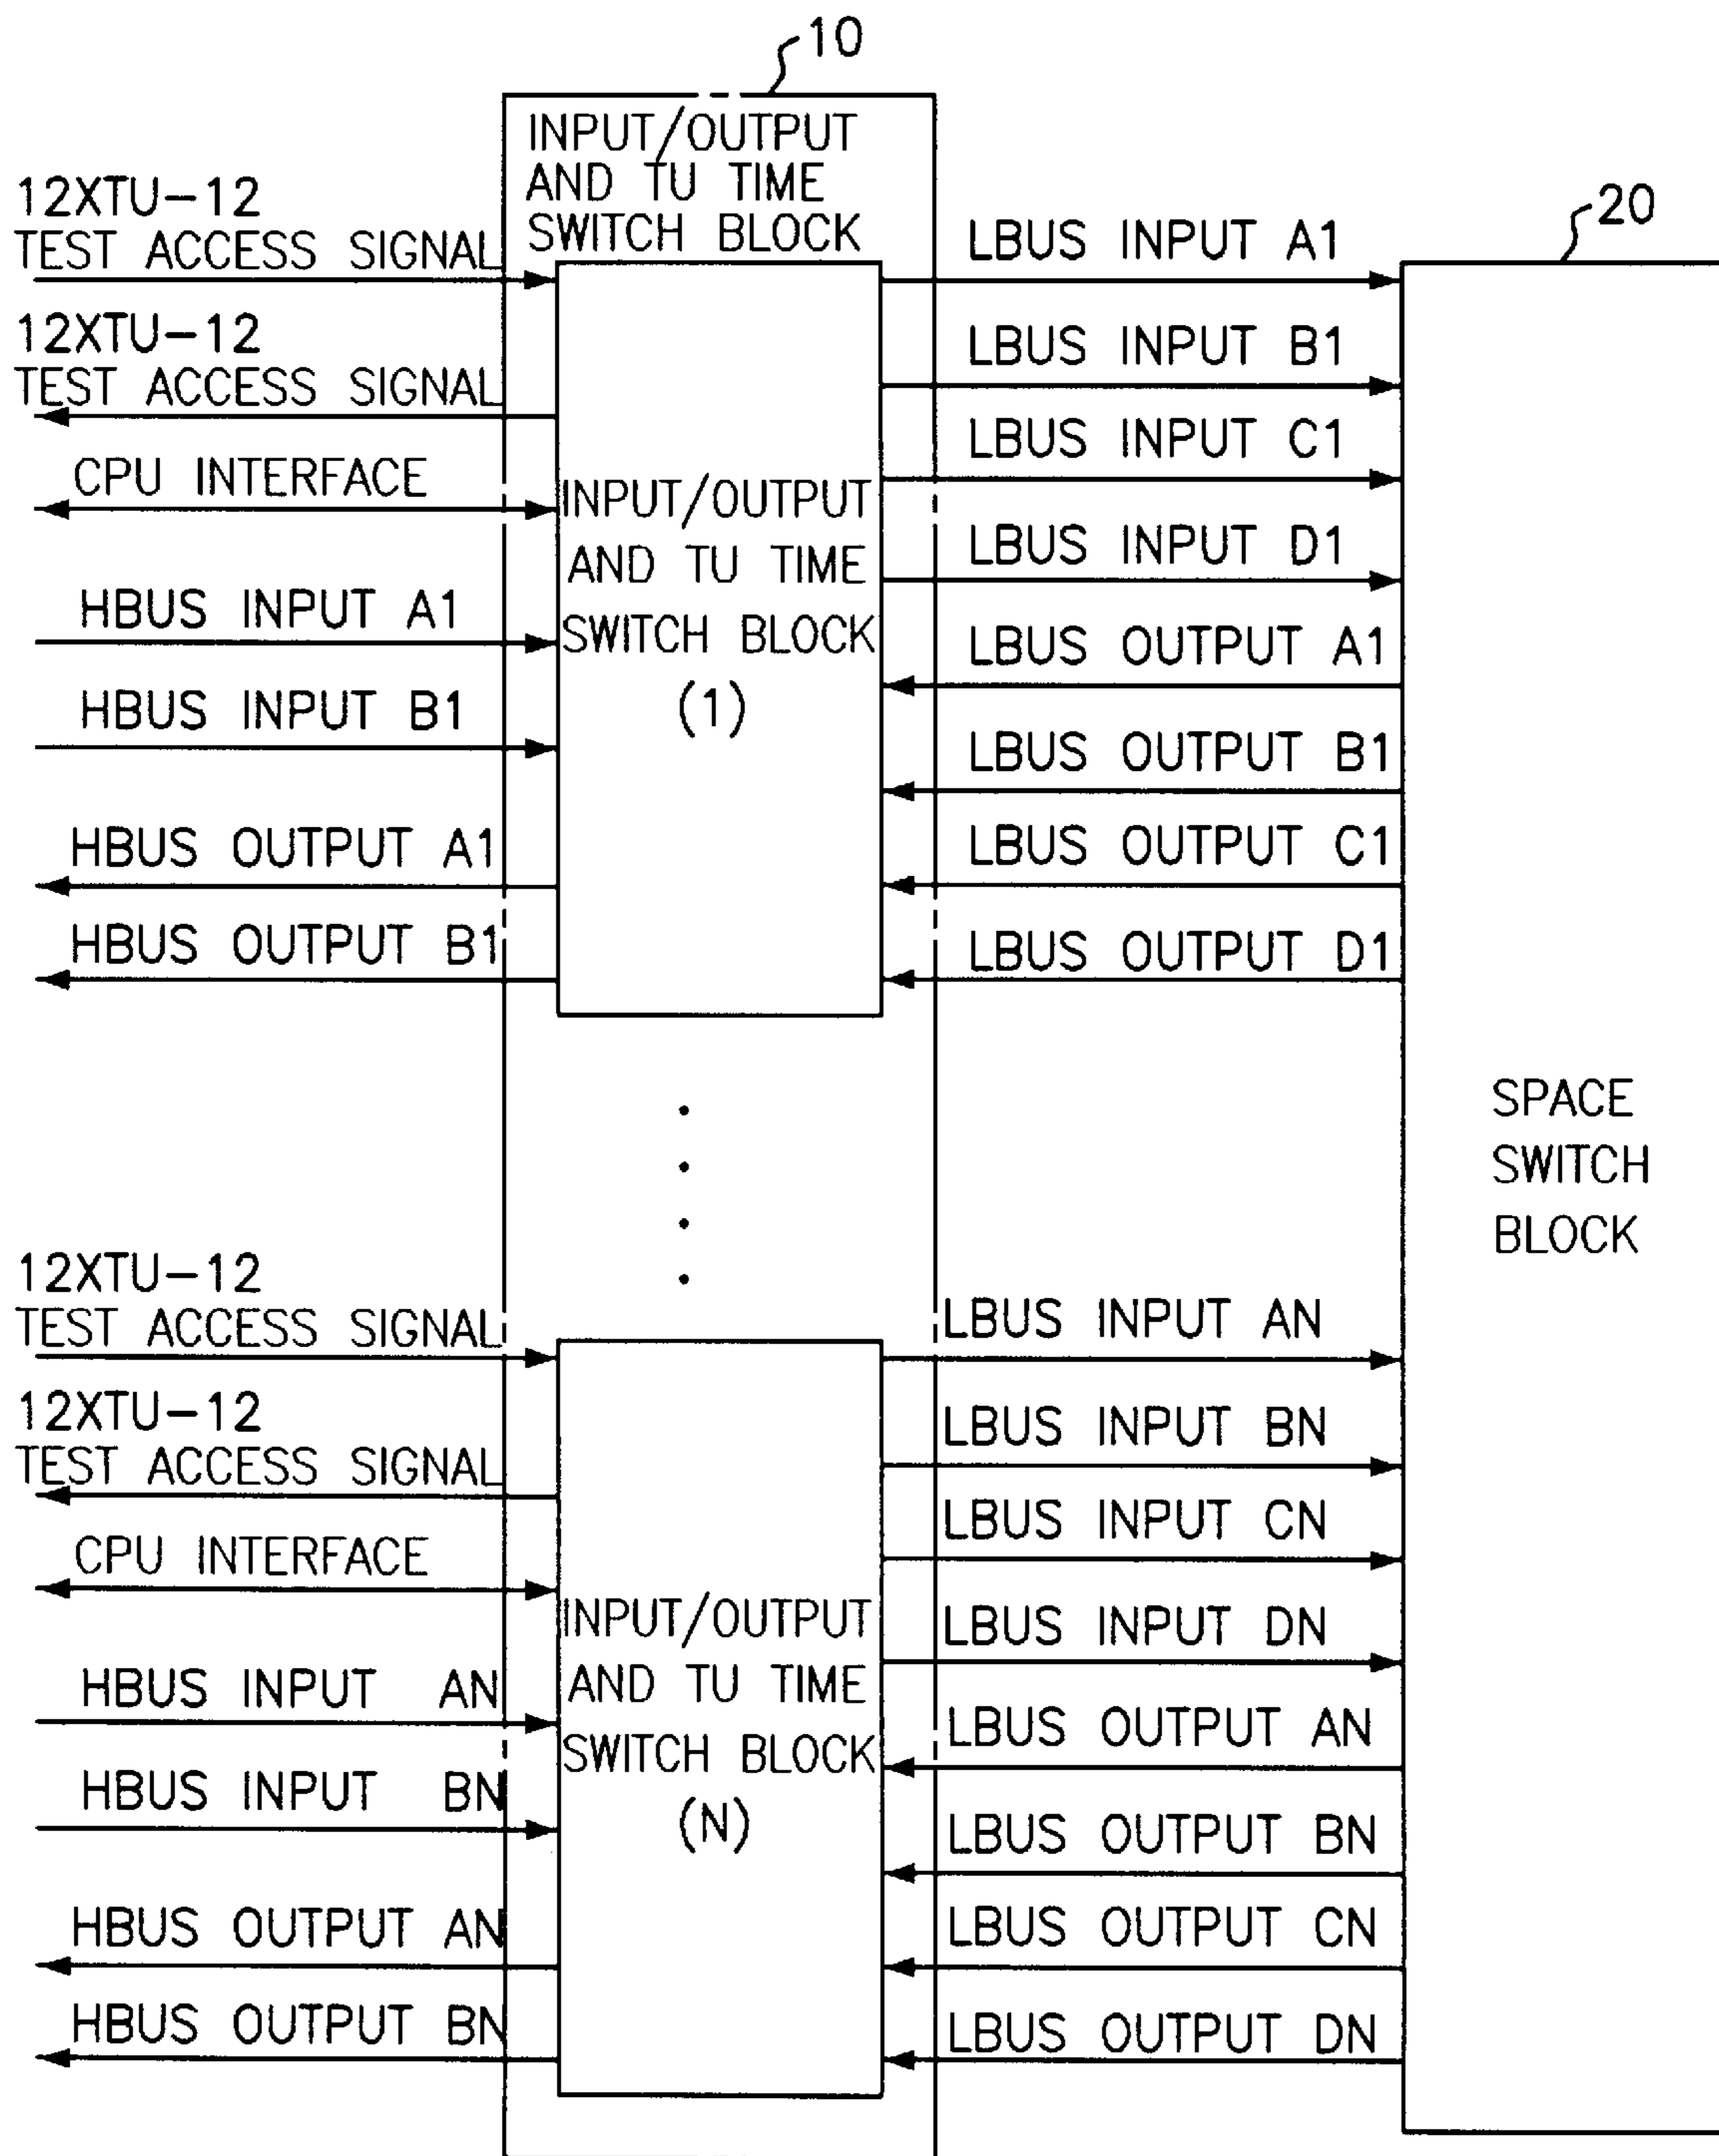 10
INPUT/OUTPUT
AND TU TIME
SWITCH BLOCK
20
12XTU-12
TEST ACCESS SIGNAL
12XTU-12
TEST ACCESS SIGNAL
CPU INTERFACE
HBUS INPUT A1
HBUS INPUT B1
HBUS OUTPUT A1
HBUS OUTPUT B1
INPUT/OUTPUT
AND TU TIME
SWITCH BLOCK
(1)
LBUS INPUT A1
LBUS INPUT B1
LBUS INPUT C1
LBUS INPUT D1
LBUS OUTPUT A1
LBUS OUTPUT B1
LBUS OUTPUT C1
LBUS OUTPUT D1
SPACE
SWITCH
BLOCK
12XTU-12
TEST ACCESS SIGNAL
12XTU-12
TEST ACCESS SIGNAL
CPU INTERFACE
HBUS INPUT AN
HBUS INPUT BN
HBUS OUTPUT AN
HBUS OUTPUT BN
INPUT/OUTPUT
AND TU TIME
SWITCH BLOCK
(N)
LBUS INPUT AN
LBUS INPUT BN
LBUS INPUT CN
LBUS INPUT DN
LBUS OUTPUT AN
LBUS OUTPUT BN
LBUS OUTPUT CN
LBUS OUTPUT DN